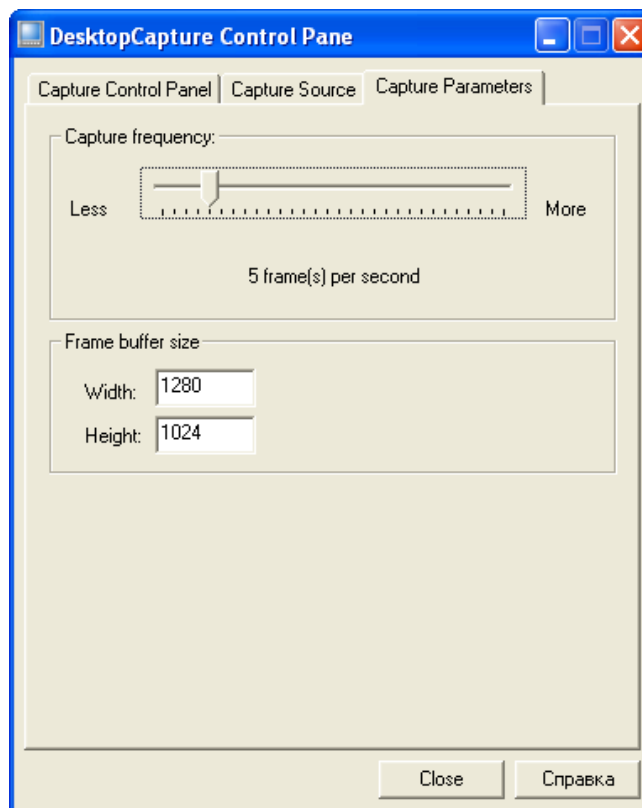 DesktopCapture Control Pane
Capture Control Panel Capture Source Capture Parameters
Capture frequency:
Less More
5 frame(s) per second
Frame buffer size
Width: 1280
Height: 1024
Close Справка